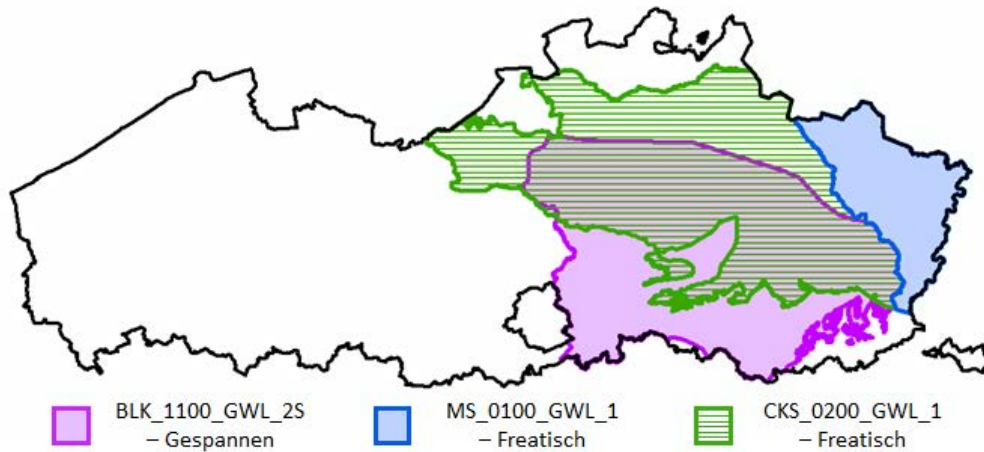 BLK_1100_GWL_2S
– Gespannen
MS_0100_GWL_1
– Freatisch
CKS_0200_GWL_1
– Freatisch